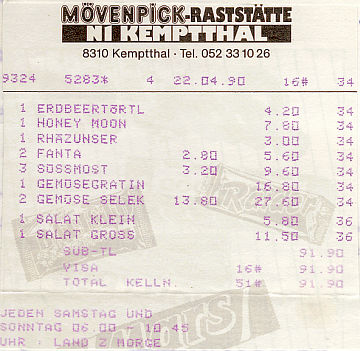 MÖVENPICK-RASTSTÄTTE
N1 KEMPTTHAL
8310 Kemptthal · Tel. 052 33 10 26
9324 5283* 4 22.04.90 16# 34
1 ERDBEERTÖRTL 4.20 34
1 HONEY MOON 7.80 34
1 RHÄZUNSER 3.00 34
2 FANTA 2.80 5.60 34
3 SÜSSMOST 3.20 9.60 34
1 GEMÜSEGRATIN 16.80 34
2 GEMÜSE SELEK 13.80 27.60 34
1 SALAT KLEIN 5.80 36
1 SALAT GROSS 11.50 36
SUB-TL 91.90
VISA 16# 91.90
TOTAL KELLN. 51# 91.90
JEDEN SAMSTAG UND
SONNTAG 06.00 - 10.45
UHR : LAND Z'MORGE
Mars